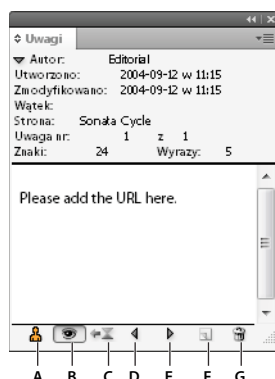 Uwagi
Autor: Editorial
Utworzono: 2004-09-12 w 11:15
Zmodyfikowano: 2004-09-12 w 11:15
Wątek:
Strona: Sonata Cycle
Uwaga nr: 1 z 1
Znaki: 24 Wyrazy: 5
Please add the URL here.
A B C D E F G